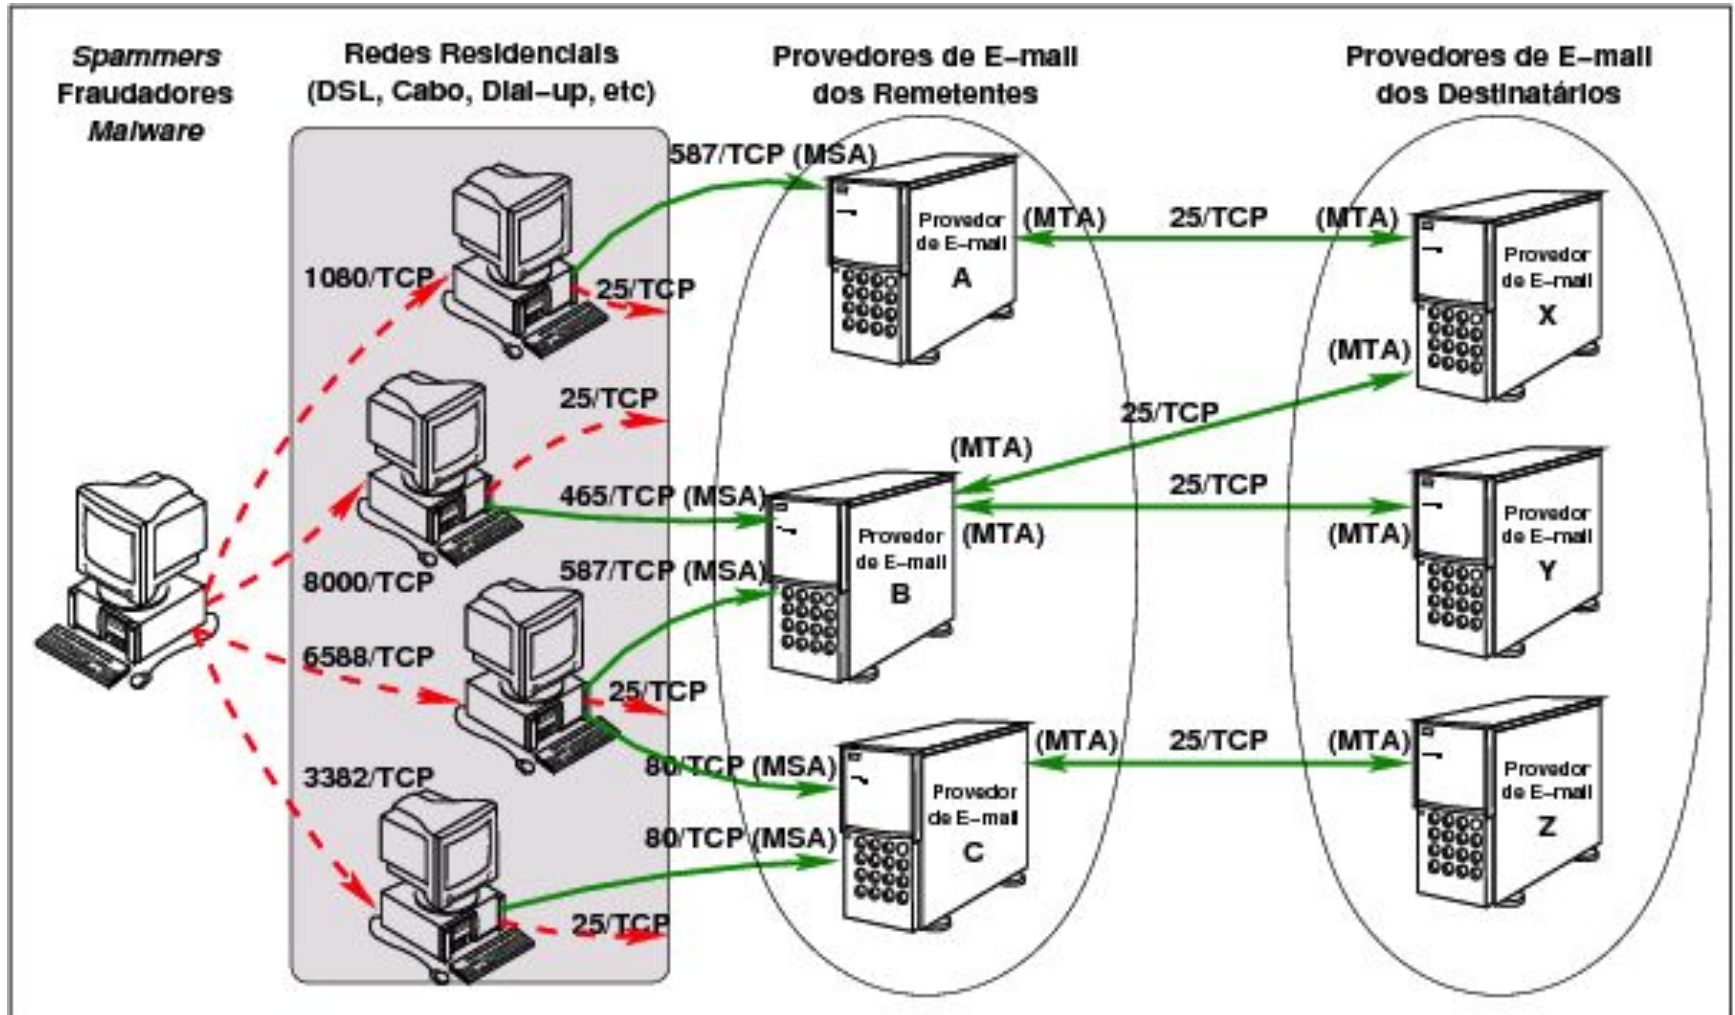 Spammers
Fraudadores
Malware
Redes Residenciais
(DSL, Cabo, Dial-up, etc)
Provedores de E-mail
dos Remetentes
Provedores de E-mail
dos Destinatários
587/TCP (MSA)
1080/TCP
25/TCP
Provedor
de E-mail
A
(MTA)
25/TCP
(MTA)
Provedor
de E-mail
X
(MTA)
25/TCP
25/TCP
(MTA)
465/TCP (MSA)
25/TCP
8000/TCP
587/TCP (MSA)
Provedor
de E-mail
B
(MTA)
(MTA)
Provedor
de E-mail
Y
6588/TCP
25/TCP
80/TCP (MSA)
3382/TCP
80/TCP (MSA)
25/TCP
Provedor
de E-mail
C
(MTA)
25/TCP
(MTA)
Provedor
de E-mail
Z